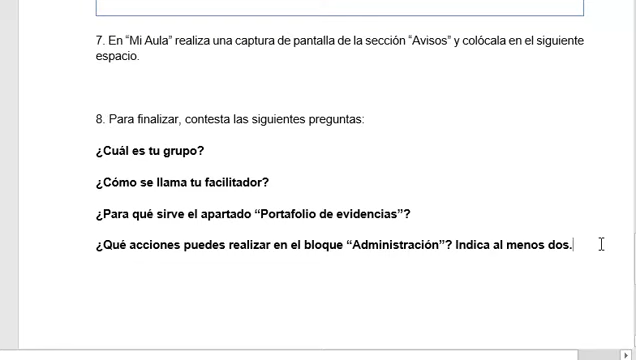 7. En “Mi Aula” realiza una captura de pantalla de la sección “Avisos” y colócala en el siguiente
espacio.
8. Para finalizar, contesta las siguientes preguntas:
¿Cuál es tu grupo?
¿Cómo se llama tu facilitador?
¿Para qué sirve el apartado “Portafolio de evidencias”?
¿Qué acciones puedes realizar en el bloque “Administración”? Indica al menos dos.